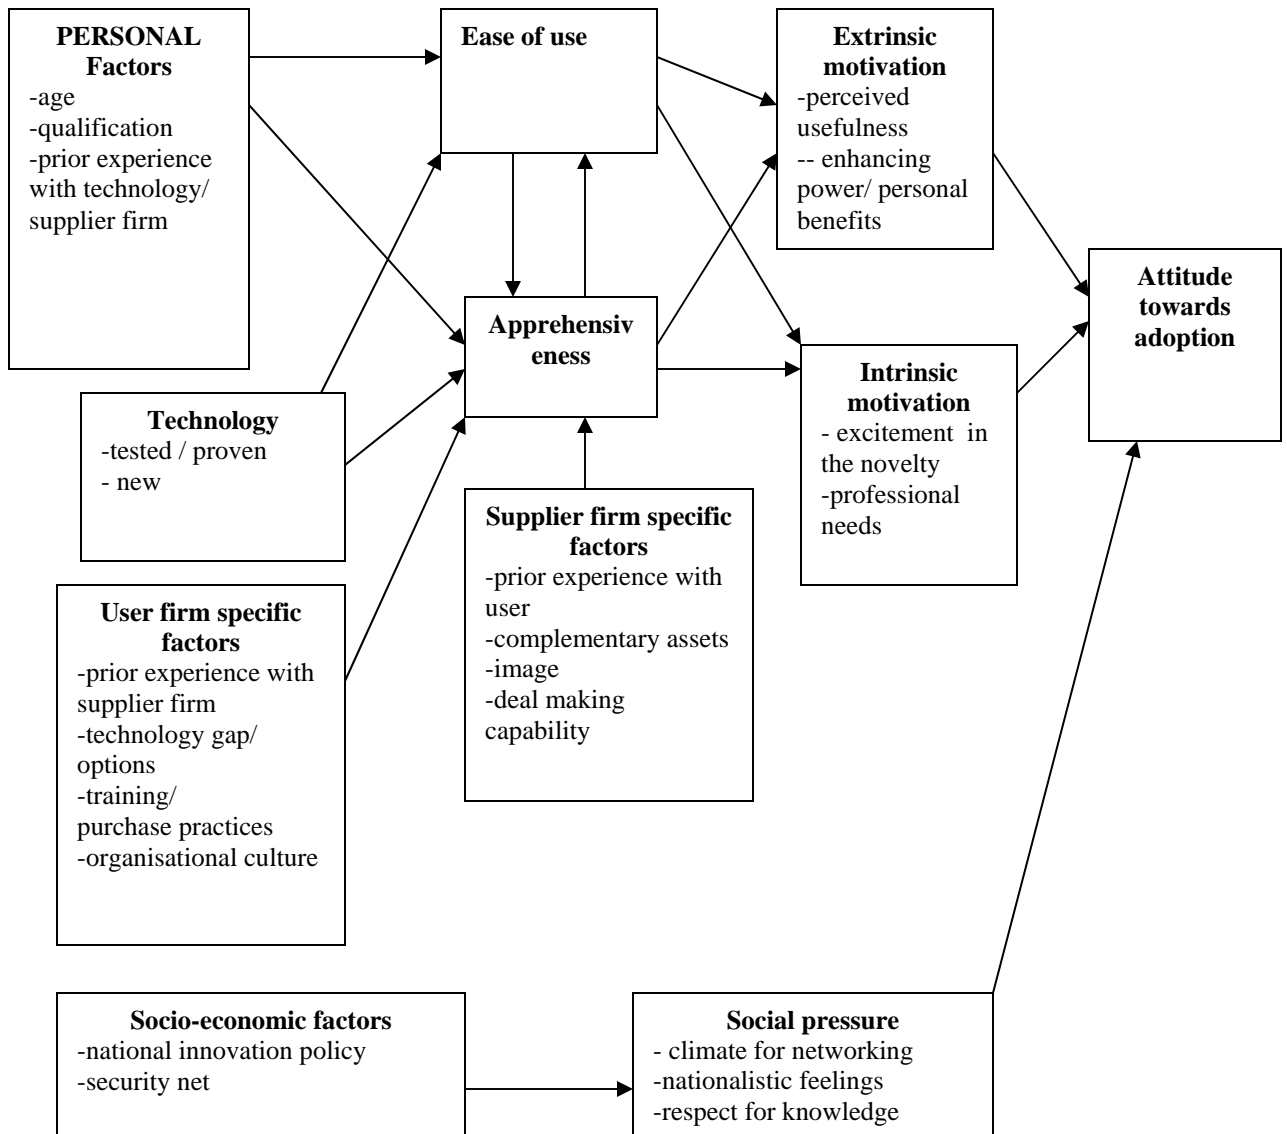 PERSONAL
Factors
-age
-qualification
-prior experience
with technology/
supplier firm
Ease of use
Extrinsic
motivation
-perceived
usefulness
-- enhancing
power/ personal
benefits
Attitude
towards
adoption
Apprehensiv
eness
Intrinsic
motivation
- excitement in
the novelty
-professional
needs
Technology
-tested / proven
- new
Supplier firm specific
factors
-prior experience with
user
-complementary assets
-image
-deal making
capability
User firm specific
factors
-prior experience with
supplier firm
-technology gap/
options
-training/
purchase practices
-organisational culture
Socio-economic factors
-national innovation policy
-security net
Social pressure
- climate for networking
-nationalistic feelings
-respect for knowledge